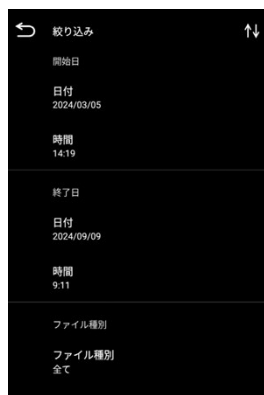 絞り込み
開始日
日付
2024/03/05
時間
14:19
終了日
日付
2024/09/09
時間
9:11
ファイル種別
ファイル種別
全て